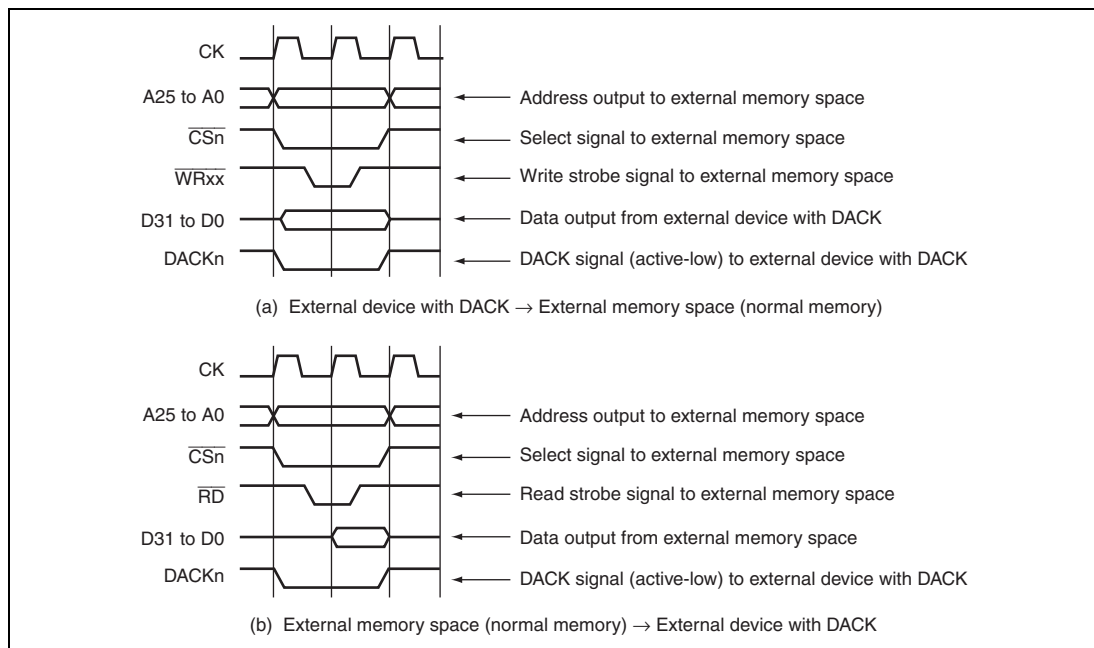 CK
A25 to A0 Address output to external memory space
CSn Select signal to external memory space
WRxx Write strobe signal to external memory space
D31 to D0 Data output from external device with DACK
DACKn DACK signal (active-low) to external device with DACK
(a) External device with DACK → External memory space (normal memory)
CK
A25 to A0 Address output to external memory space
CSn Select signal to external memory space
RD Read strobe signal to external memory space
D31 to D0 Data output from external memory space
DACKn DACK signal (active-low) to external device with DACK
(b) External memory space (normal memory) → External device with DACK